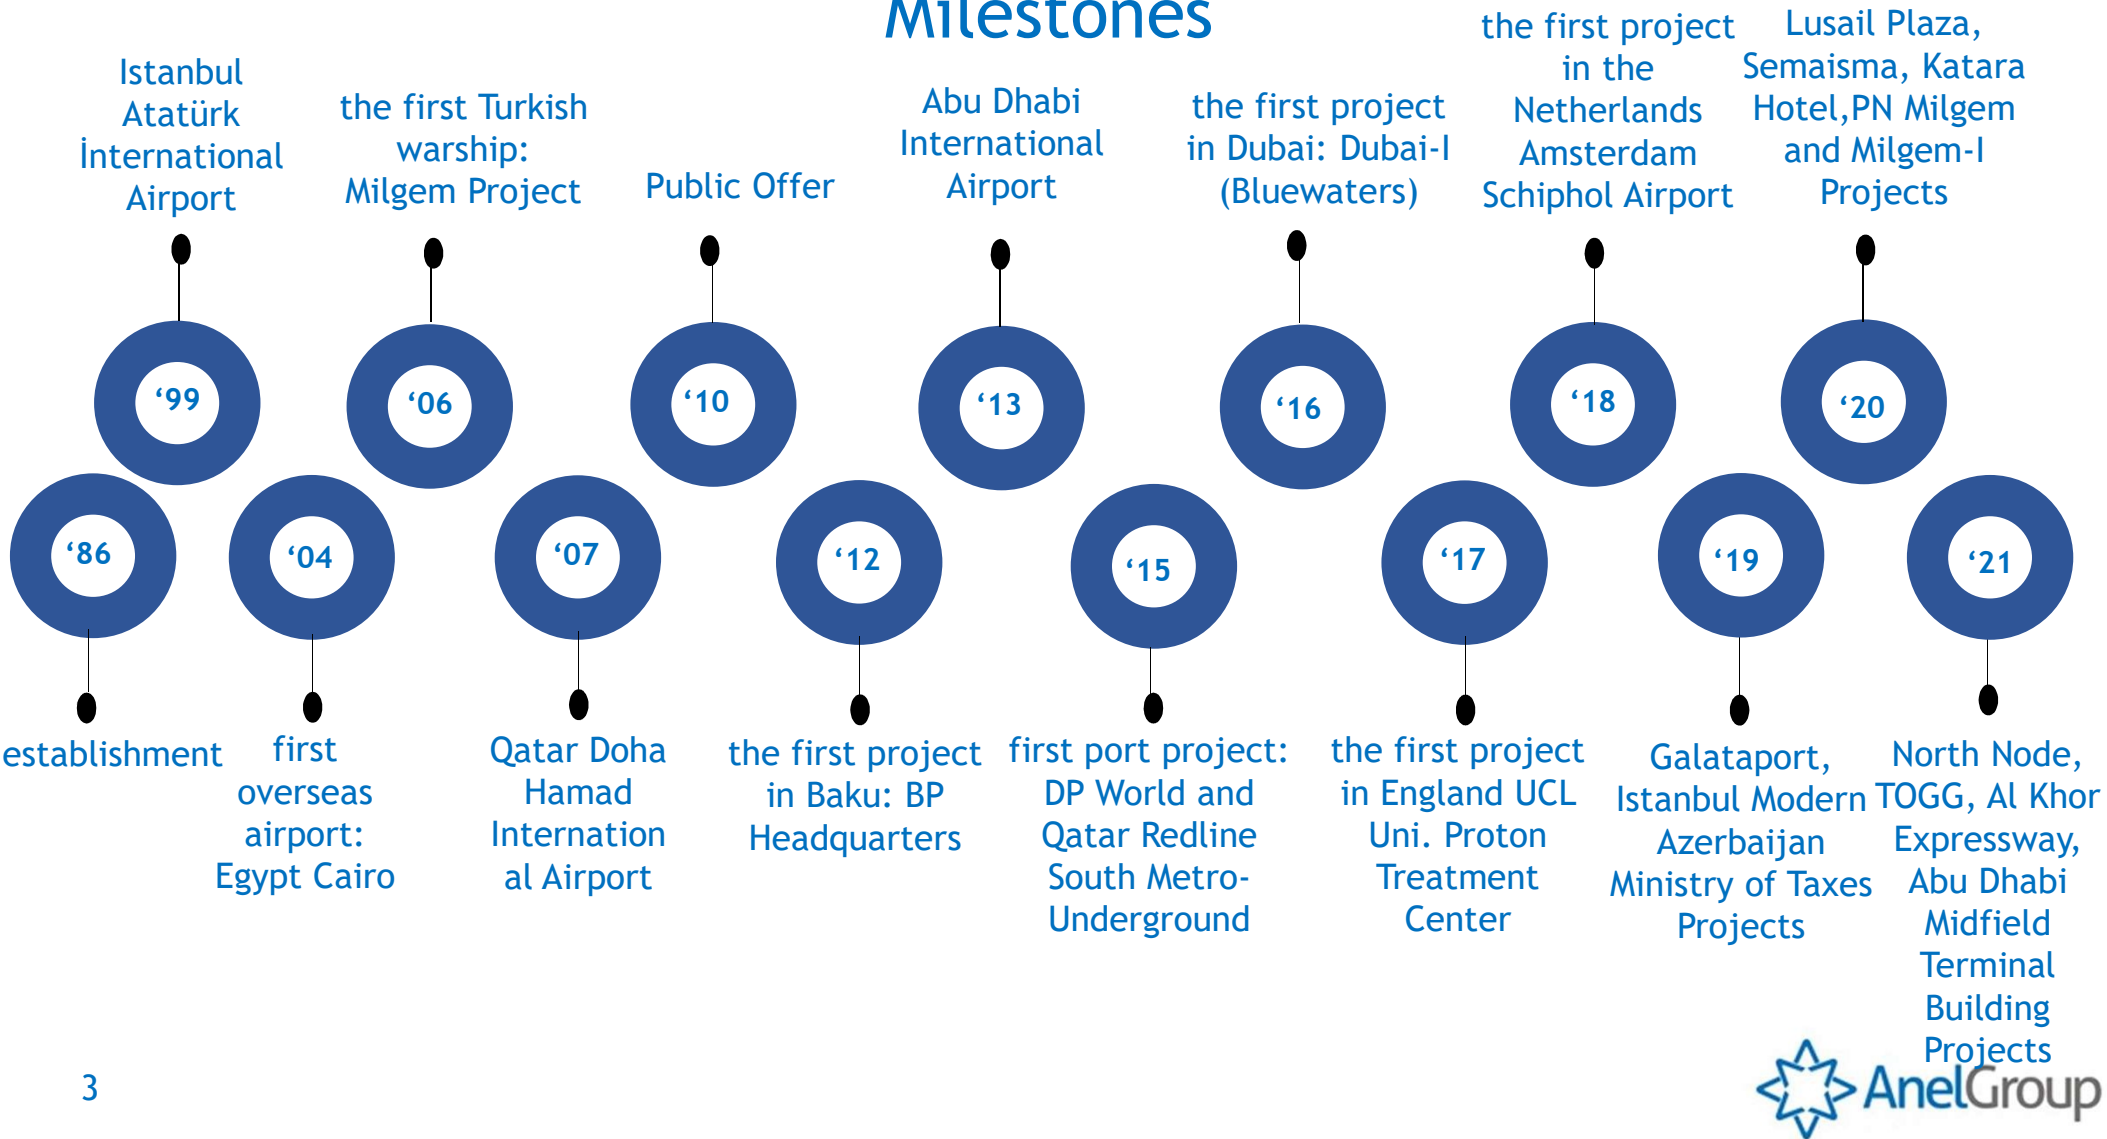 Milestones
Istanbul
Atatürk
İnternational
Airport
the first Turkish
warship:
Milgem Project
Public Offer
Abu Dhabi
International
Airport
the first project
in Dubai: Dubai-I
(Bluewaters)
the first project
in the
Netherlands
Amsterdam
Schiphol Airport
Lusail Plaza,
Semaisma, Katara
Hotel,PN Milgem
and Milgem-I
Projects
‘99
‘06
‘10
‘13
‘16
‘18
‘20
‘86
‘04
‘07
‘12
‘15
‘17
‘19
‘21
establishment
first
overseas
airport:
Egypt Cairo
Qatar Doha
Hamad
Internation
al Airport
the first project
in Baku: BP
Headquarters
first port project:
DP World and
Qatar Redline
South Metro-
Underground
the first project
in England UCL
Uni. Proton
Treatment
Center
Galataport,
Istanbul Modern
Azerbaijan
Ministry of Taxes
Projects
North Node,
TOGG, Al Khor
Expressway,
Abu Dhabi
Midfield
Terminal
Building
Projects
3
AnelGroup